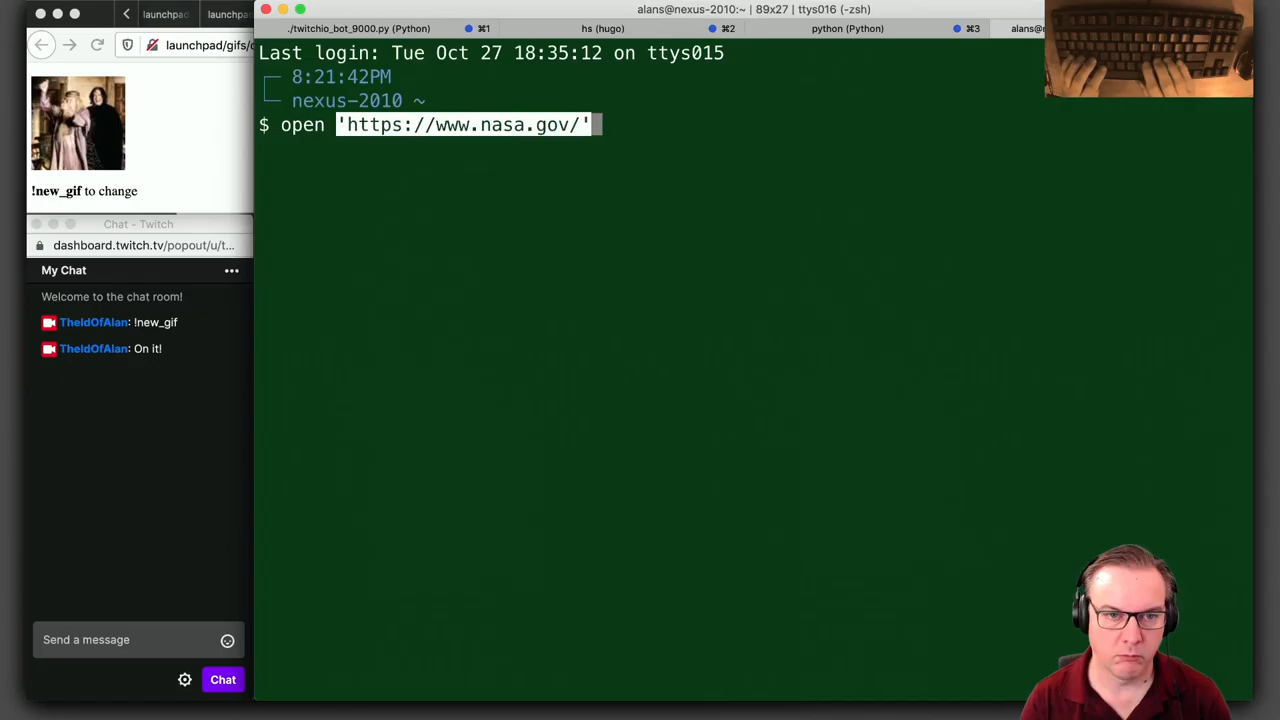 launchpad
launchpad
launchpad/gifs/c
!new_gif to change
Chat - Twitch
dashboard.twitch.tv/popout/u/t...
My Chat
Welcome to the chat room!
TheIdOfAlan: !new_gif
TheIdOfAlan: On it!
Send a message
Chat
alans@nexus-2010:~ | 89x27 | ttys016 (-zsh)
./twitchio_bot_9000.py (Python) ⌘1
hs (hugo) ⌘2
python (Python) ⌘3
alans@n
Last login: Tue Oct 27 18:35:12 on ttys015
8:21:42PM
nexus-2010 ~
$ open 'https://www.nasa.gov/'